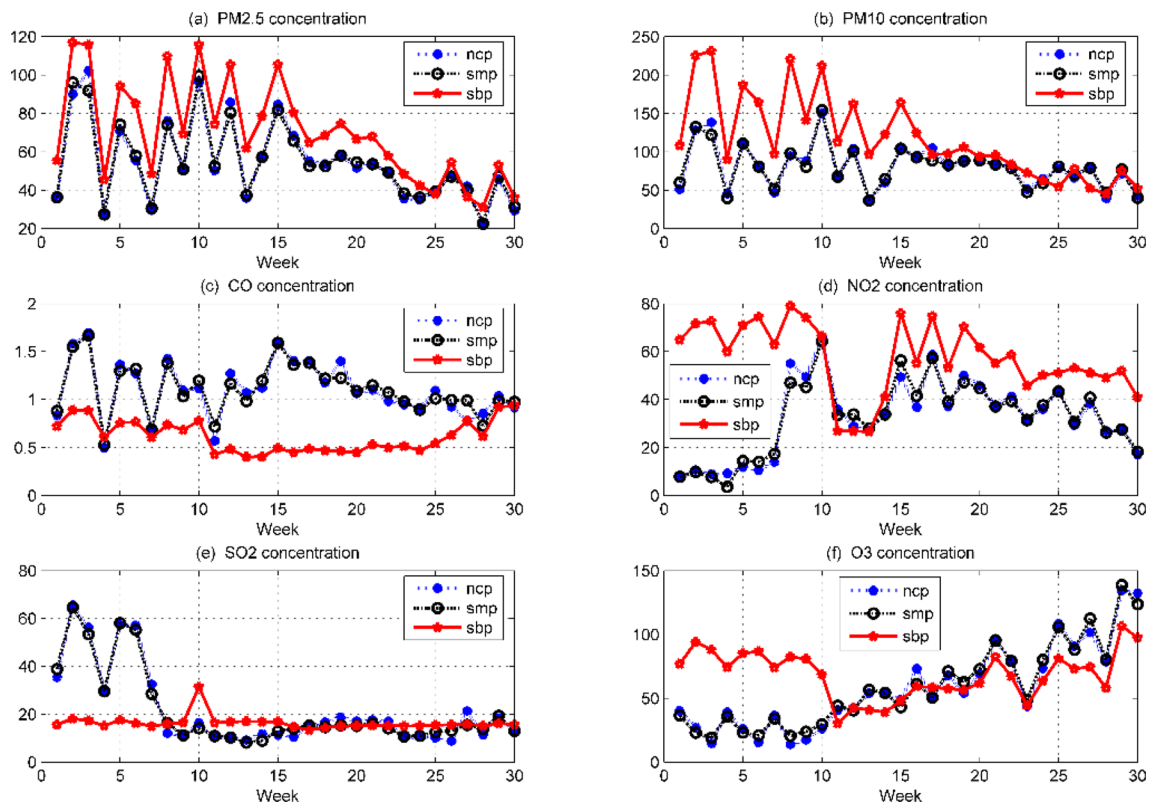 (a) PM2.5 concentration
120
100
80
60
40
20
0 5 10 15 20 25 30
Week
ncp
smp
sbp
(b) PM10 concentration
250
200
150
100
50
0
0 5 10 15 20 25 30
Week
ncp
smp
sbp
(c) CO concentration
2
1.5
1
0.5
0
0 5 10 15 20 25 30
Week
ncp
smp
sbp
(d) NO2 concentration
80
60
40
20
0
0 5 10 15 20 25 30
Week
ncp
smp
sbp
(e) SO2 concentration
80
60
40
20
0
0 5 10 15 20 25 30
Week
ncp
smp
sbp
(f) O3 concentration
150
100
50
0
0 5 10 15 20 25 30
Week
ncp
smp
sbp